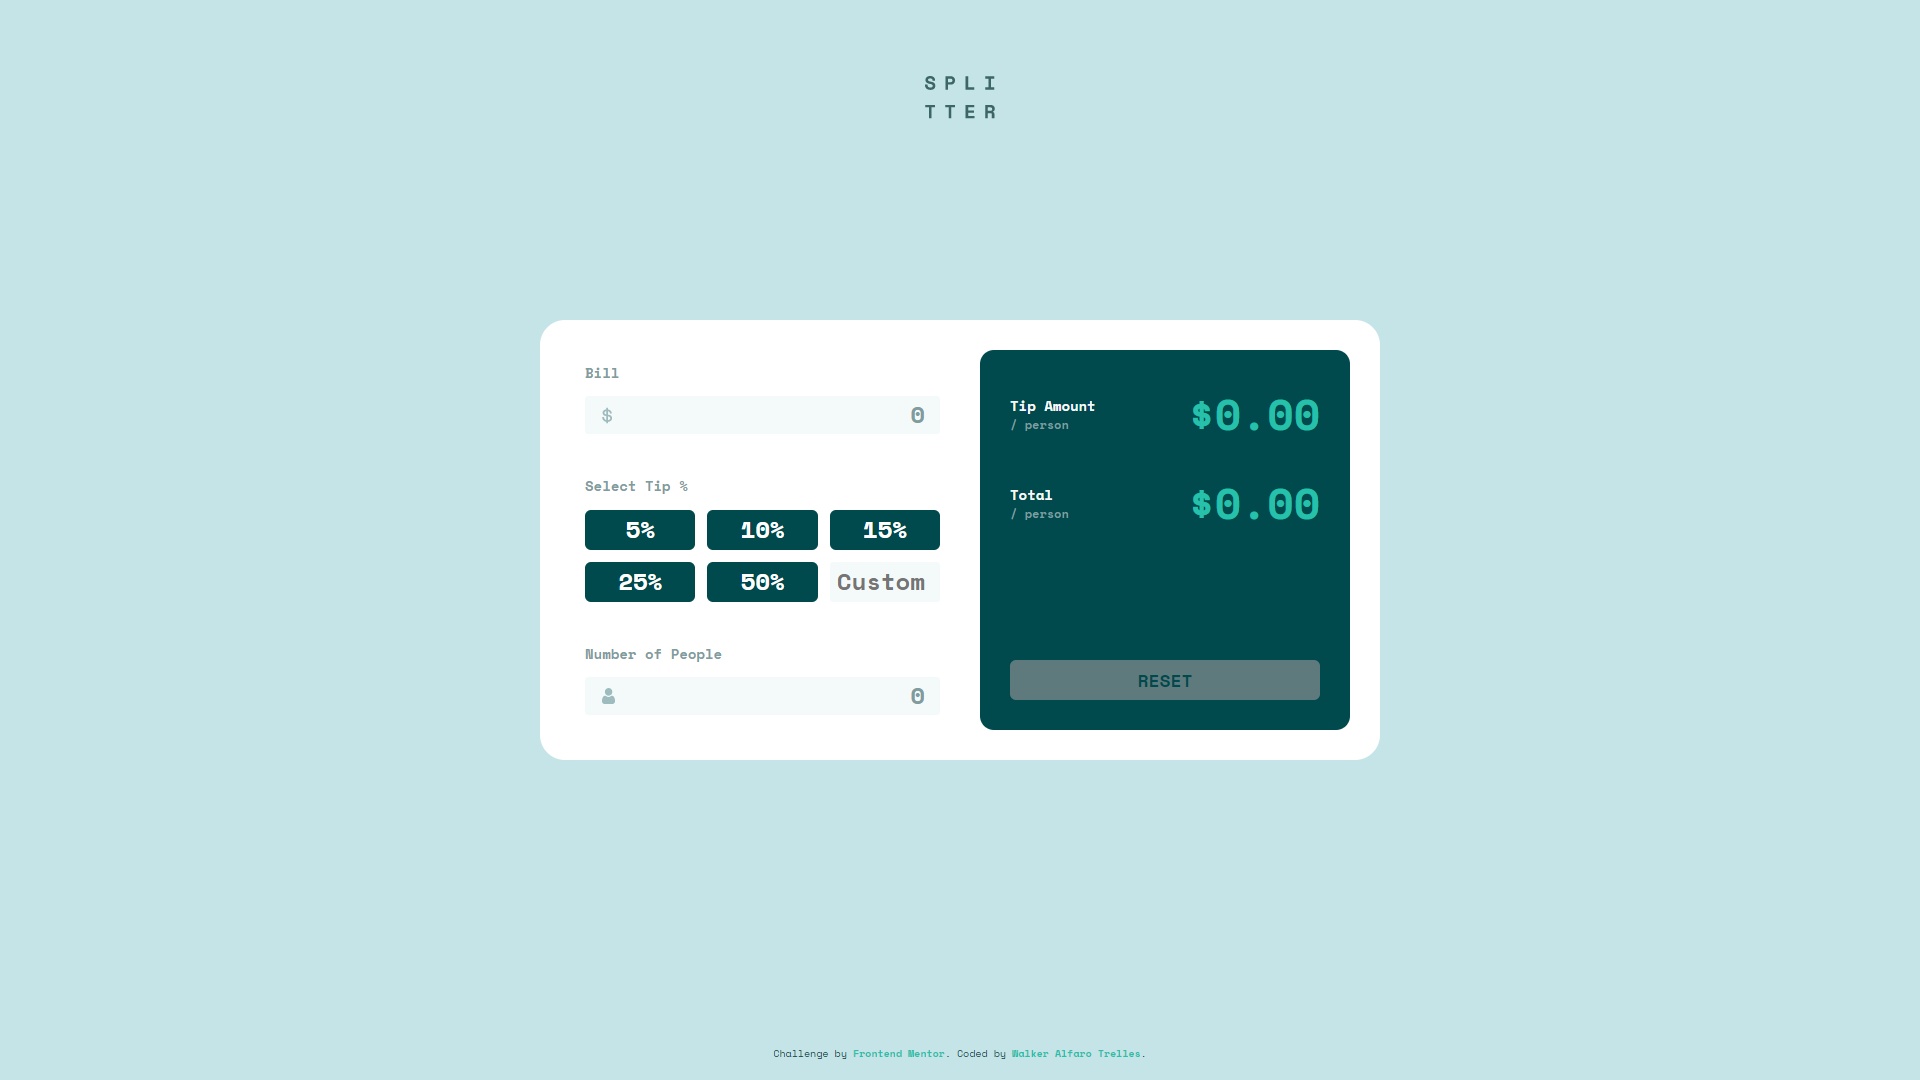 SPLI
TTER
Bill
$ 0
Select Tip %
5% 10% 15%
25% 50% Custom
Number of People
0
Tip Amount
/ person
$0.00
Total
/ person
$0.00
RESET
Challenge by Frontend Mentor. Coded by Walker Alfaro Trelles.